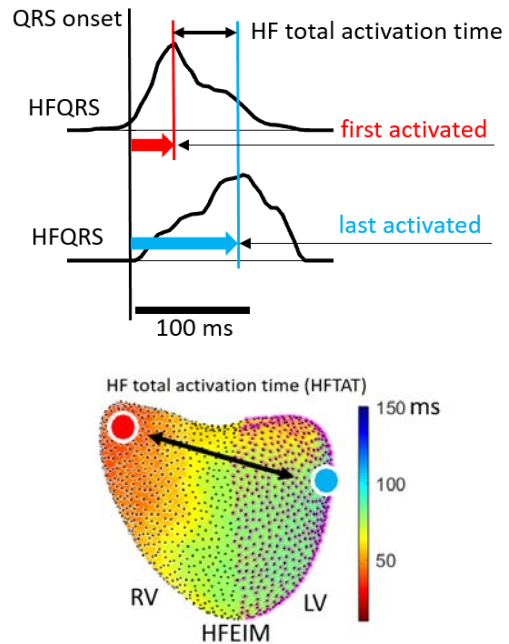 QRS onset
HF total activation time
HFQRS
first activated
HFQRS
last activated
100 ms
HF total activation time (HFTAT)
150 ms
100
50
RV
LV
HFEIM